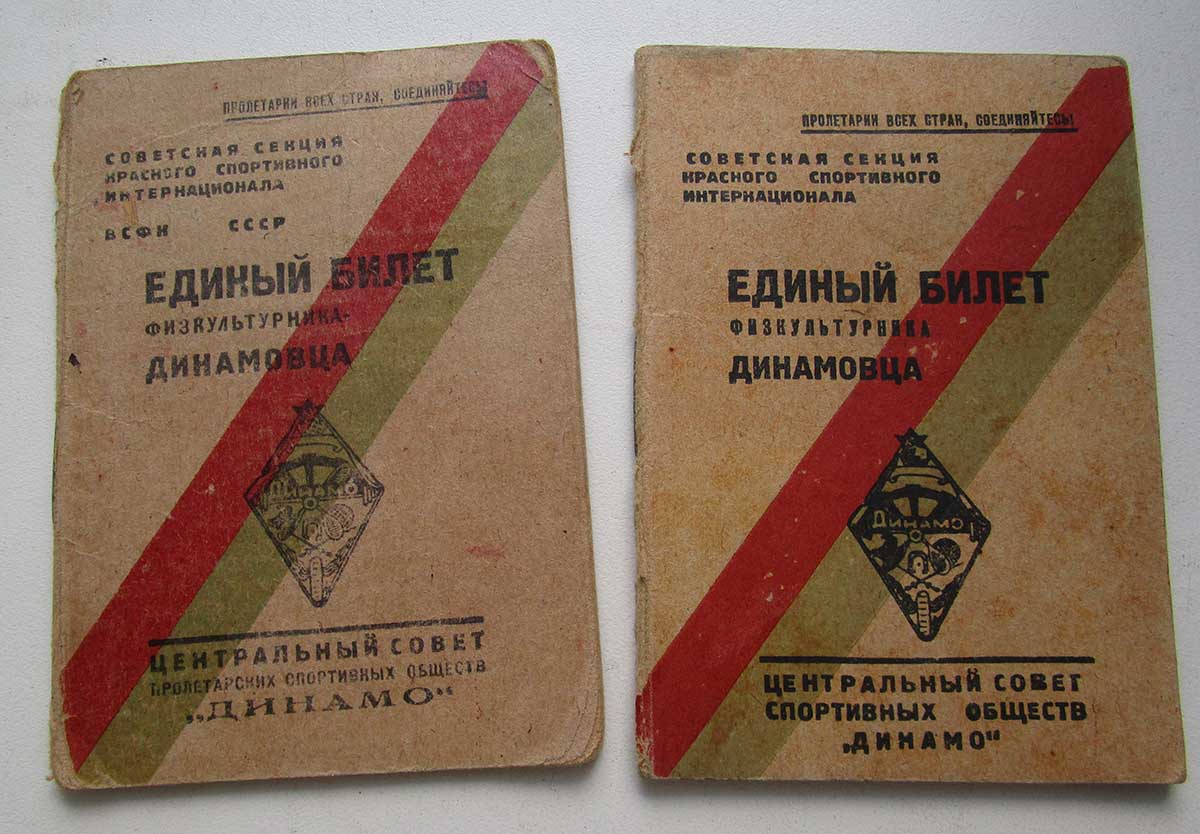 ПРОЛЕТАРИИ ВСЕХ СТРАН, СОЕДИНЯЙТЕСЬ!
СОВЕТСКАЯ СЕКЦИЯ
КРАСНОГО СПОРТИВНОГО
ИНТЕРНАЦИОНАЛА
ВСФК СССР
ЕДИНЫЙ БИЛЕТ
ФИЗКУЛЬТУРНИКА-
ДИНАМОВЦА
ДИНАМО
ЦЕНТРАЛЬНЫЙ СОВЕТ
ПРОЛЕТАРСКИХ СПОРТИВНЫХ ОБЩЕСТВ
„ДИНАМО“
ПРОЛЕТАРИИ ВСЕХ СТРАН, СОЕДИНЯЙТЕСЬ!
СОВЕТСКАЯ СЕКЦИЯ
КРАСНОГО СПОРТИВНОГО
ИНТЕРНАЦИОНАЛА
ЕДИНЫЙ БИЛЕТ
ФИЗКУЛЬТУРНИКА
ДИНАМОВЦА
ДИНАМО
ЦЕНТРАЛЬНЫЙ СОВЕТ
СПОРТИВНЫХ ОБЩЕСТВ
„ДИНАМО“